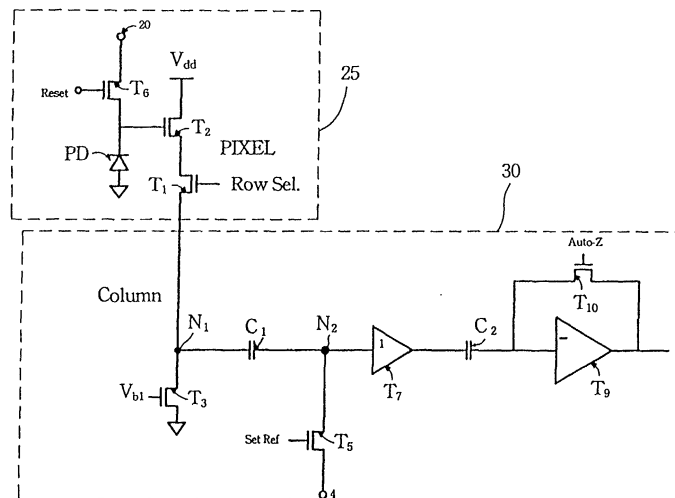 20
V_dd
25
Reset
T6
T2
PD
PIXEL
T1
Row Sel.
30
Auto-Z
T10
Column
N1
C1
N2
C2
1
−
T7
T9
Vb1
T3
Set Ref
T5
4